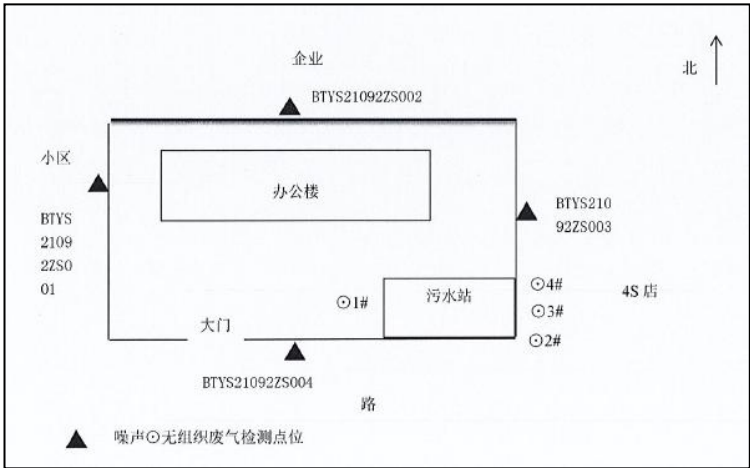 企业
北
BTYS21092ZS002
小区
办公楼
BTYS
2109
2ZS0
01
BTYS210
92ZS003
⊙4#
⊙1#
污水站
4S 店
⊙3#
大门
⊙2#
BTYS21092ZS004
路
▲ 噪声⊙无组织废气检测点位